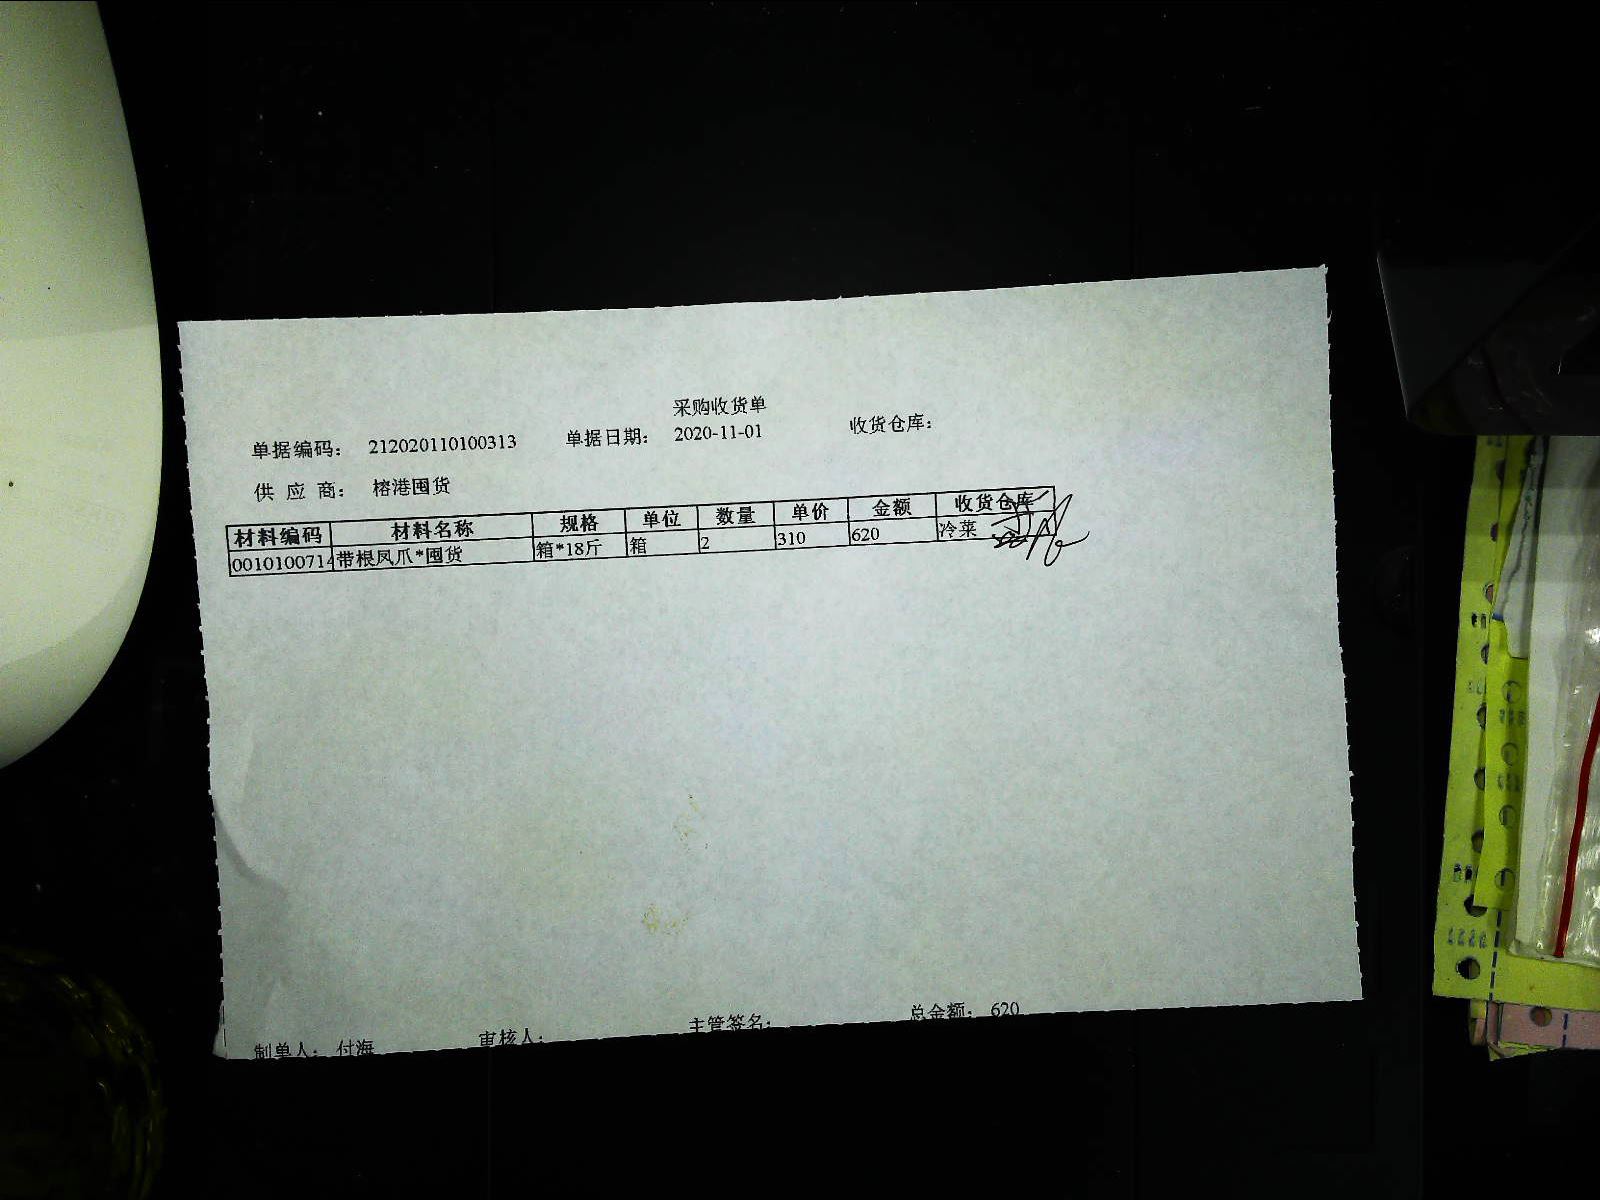 采购收货单
单据编码： 212020110100313 单据日期： 2020-11-01 收货仓库：
供 应 商： 榕港囤货
材料编码 材料名称 规格 单位 数量 单价 金额 收货仓库
0010100714 带根凤爪*囤货 箱*18斤 箱 2 310 620 冷菜
制单人： 付海 审核人： 主管签名： 总金额： 620